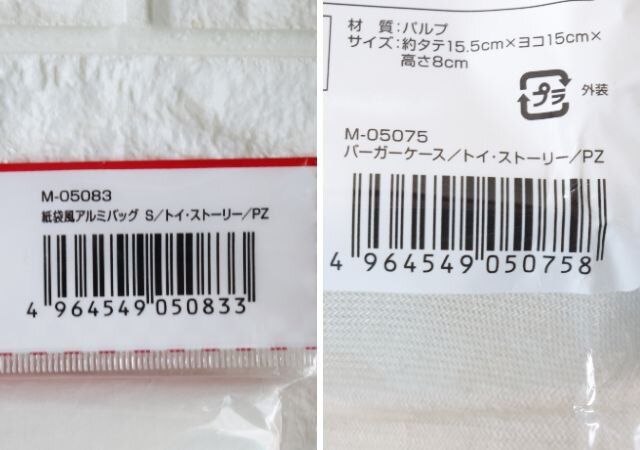 M-05083
紙袋風アルミバッグ S／トイ・ストーリー／PZ
4 964549 050833
材 質：パルプ
サイズ：約タテ15.5cm×ヨコ15cm×
高さ8cm
プラ
外装
M-05075
バーガーケース／トイ・ストーリー／PZ
4 964549 050758